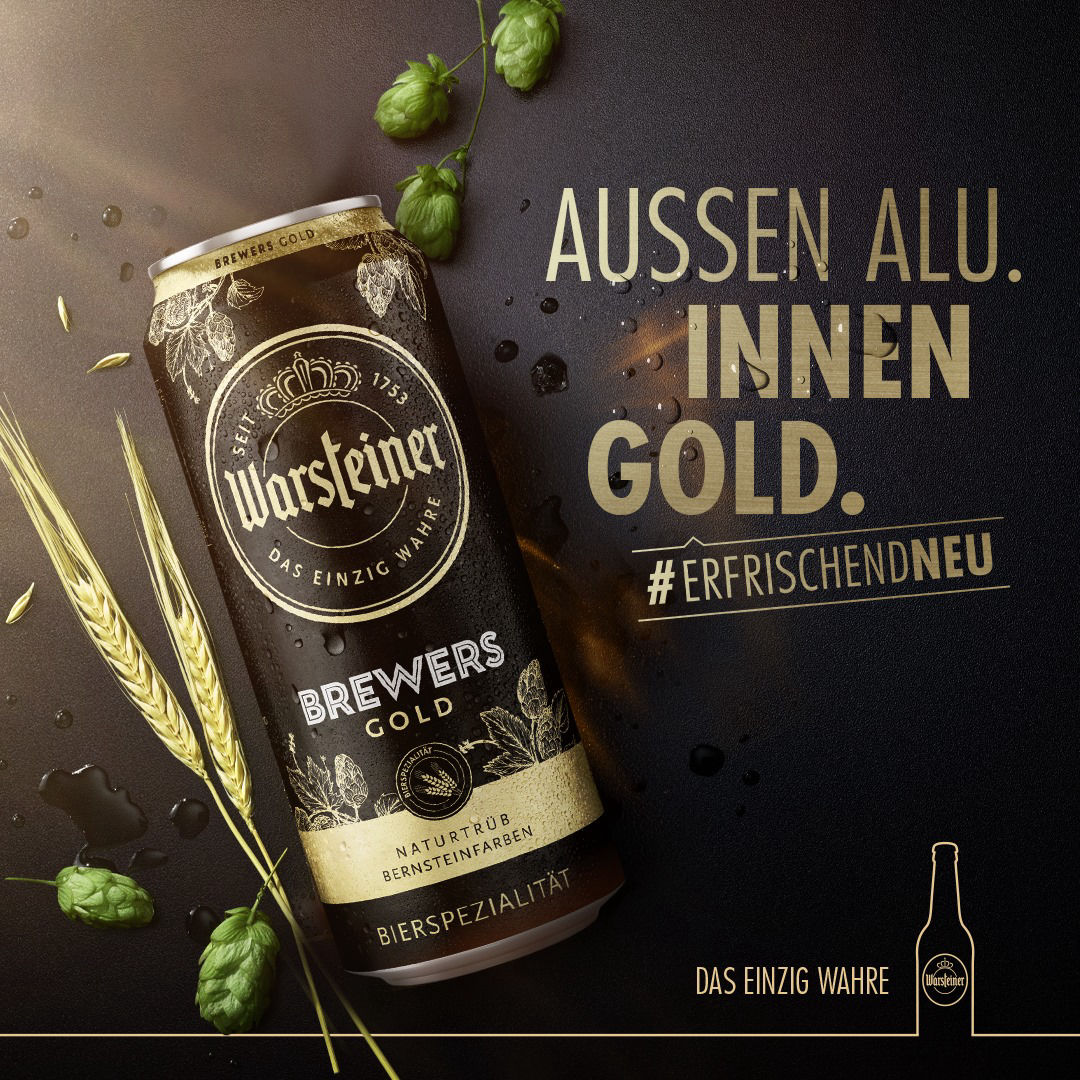 BREWERS GOLD
SEIT 1753
Warsteiner
DAS EINZIG WAHRE
BREWERS
GOLD
BIERSPEZIALITÄT
NATURTRÜB
BERNSTEINFARBEN
BIERSPEZIALITÄT
AUSSEN ALU.
INNEN
GOLD.
#ERFRISCHENDNEU
DAS EINZIG WAHRE
Warsteiner